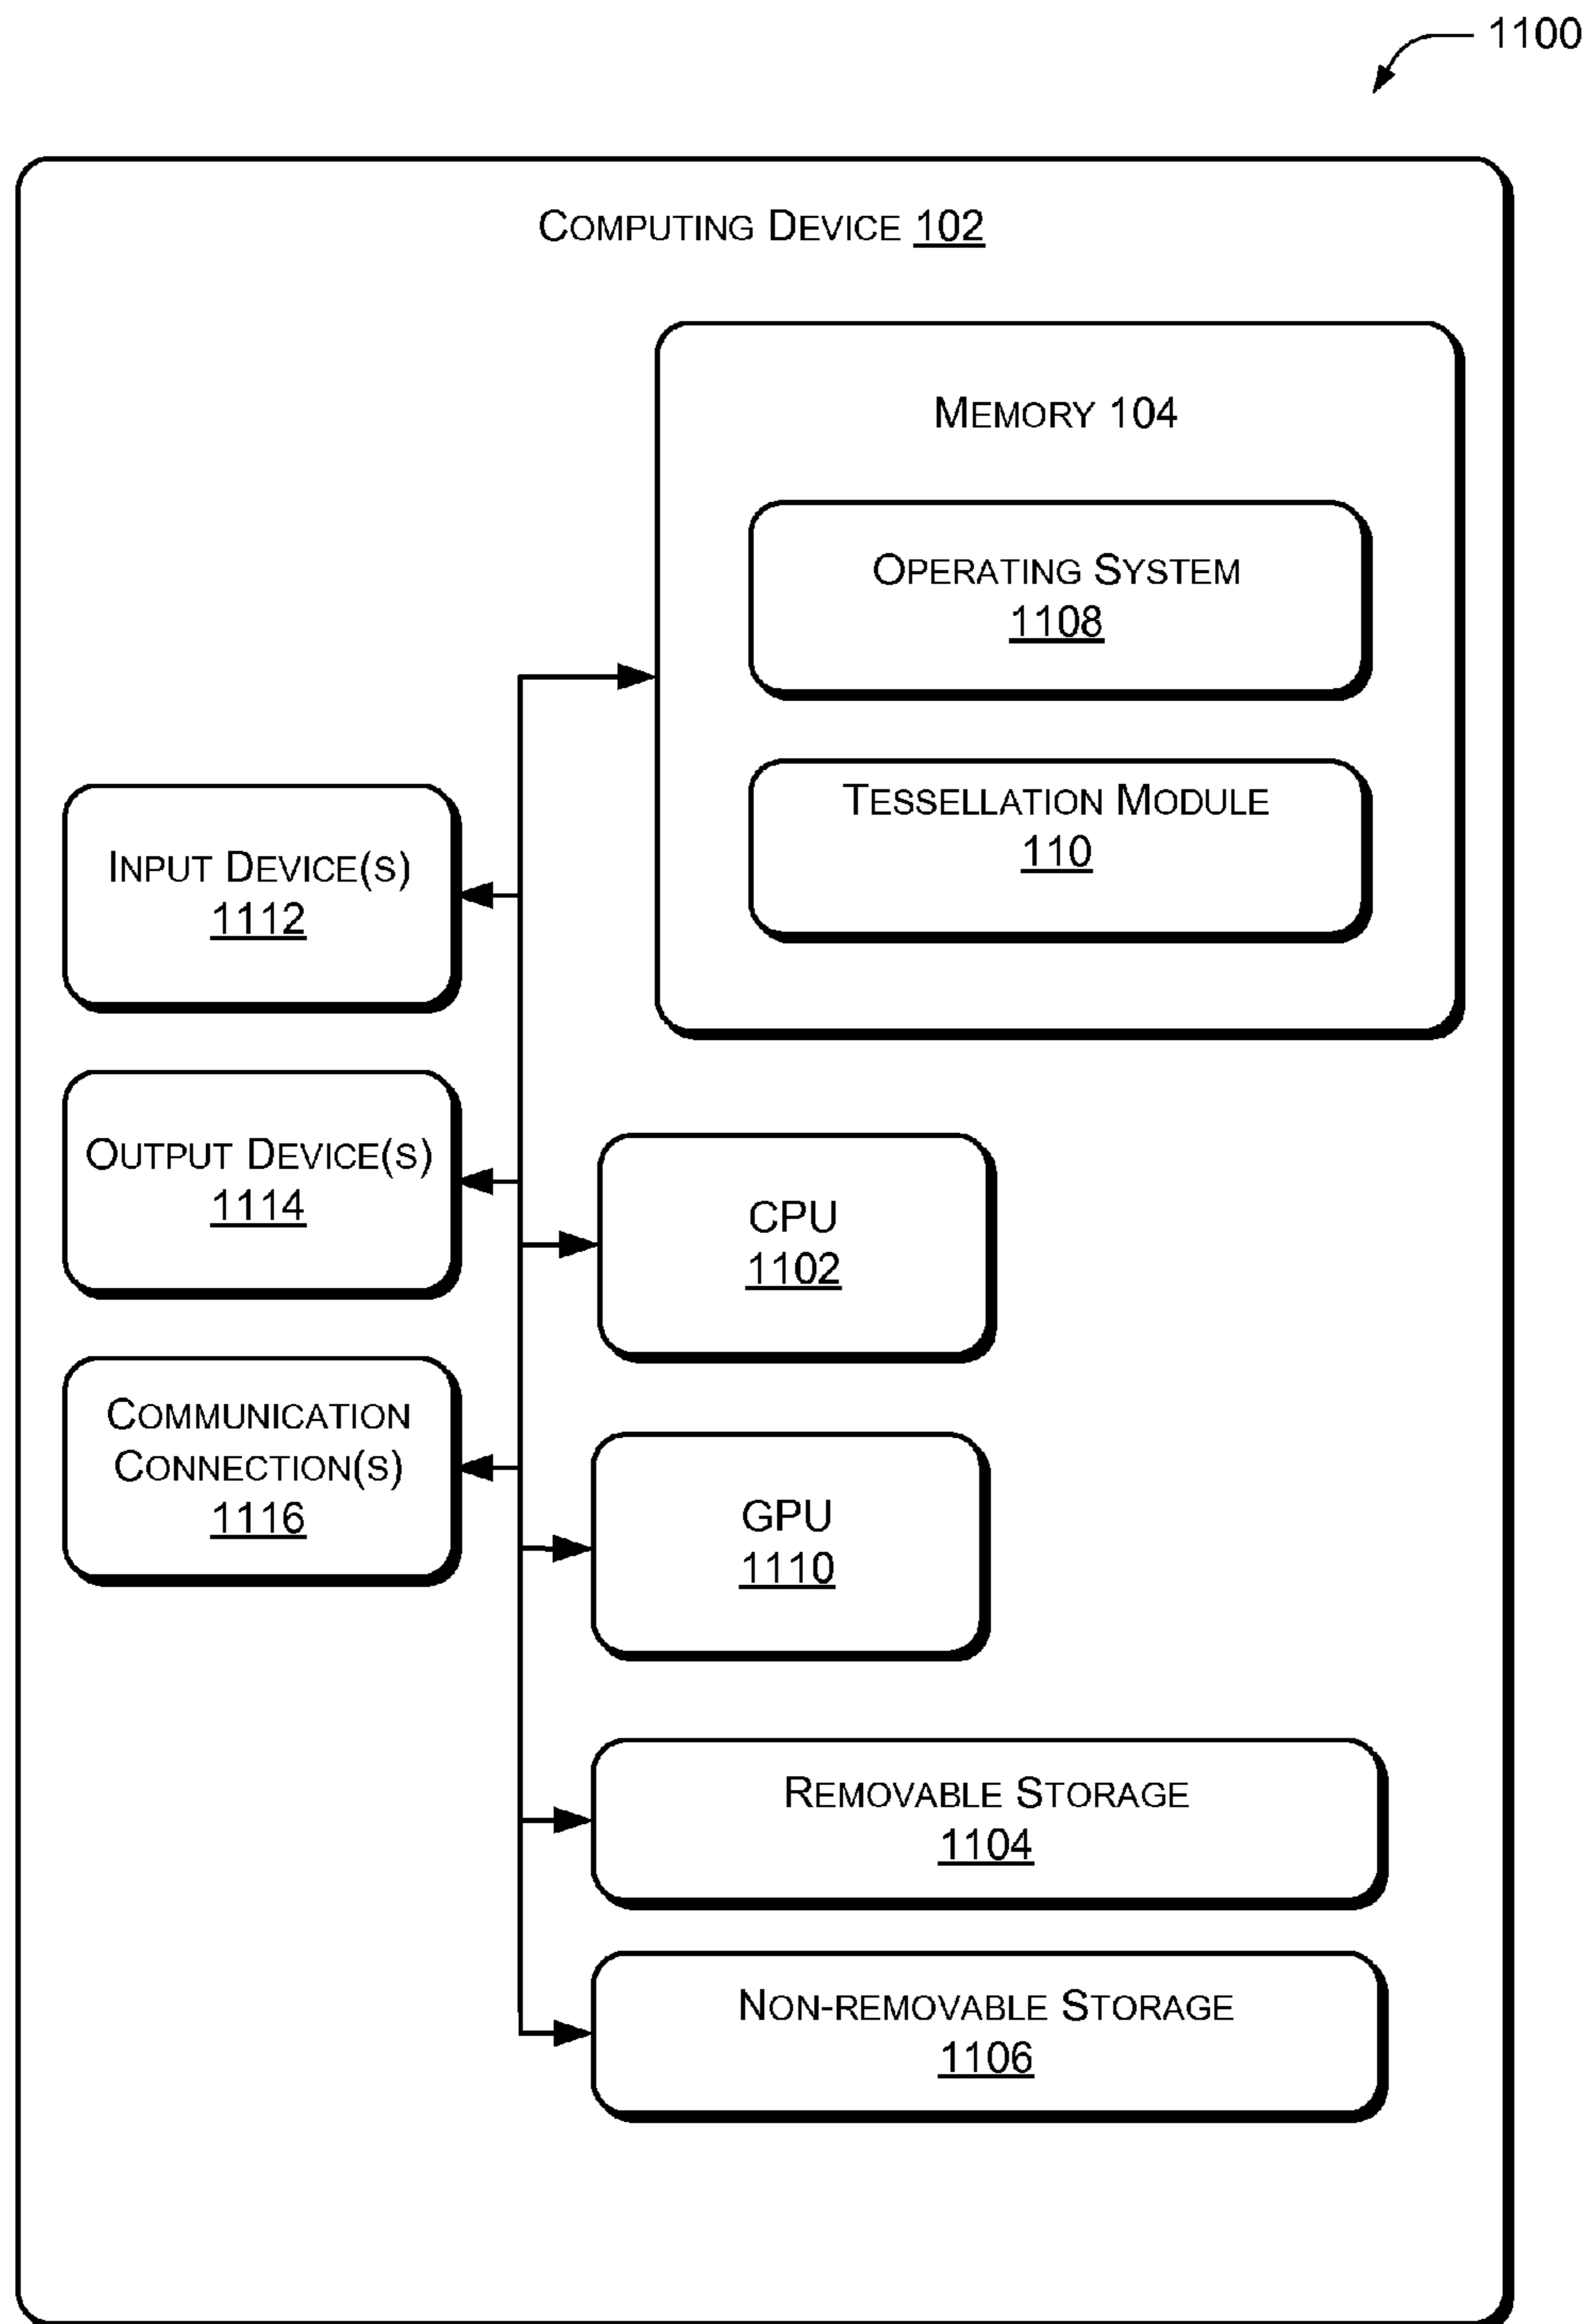 1100
COMPUTING DEVICE 102
MEMORY 104
OPERATING SYSTEM
1108
TESSELLATION MODULE
110
INPUT DEVICE(S)
1112
OUTPUT DEVICE(S)
1114
COMMUNICATION
CONNECTION(S)
1116
CPU
1102
GPU
1110
REMOVABLE STORAGE
1104
NON-REMOVABLE STORAGE
1106